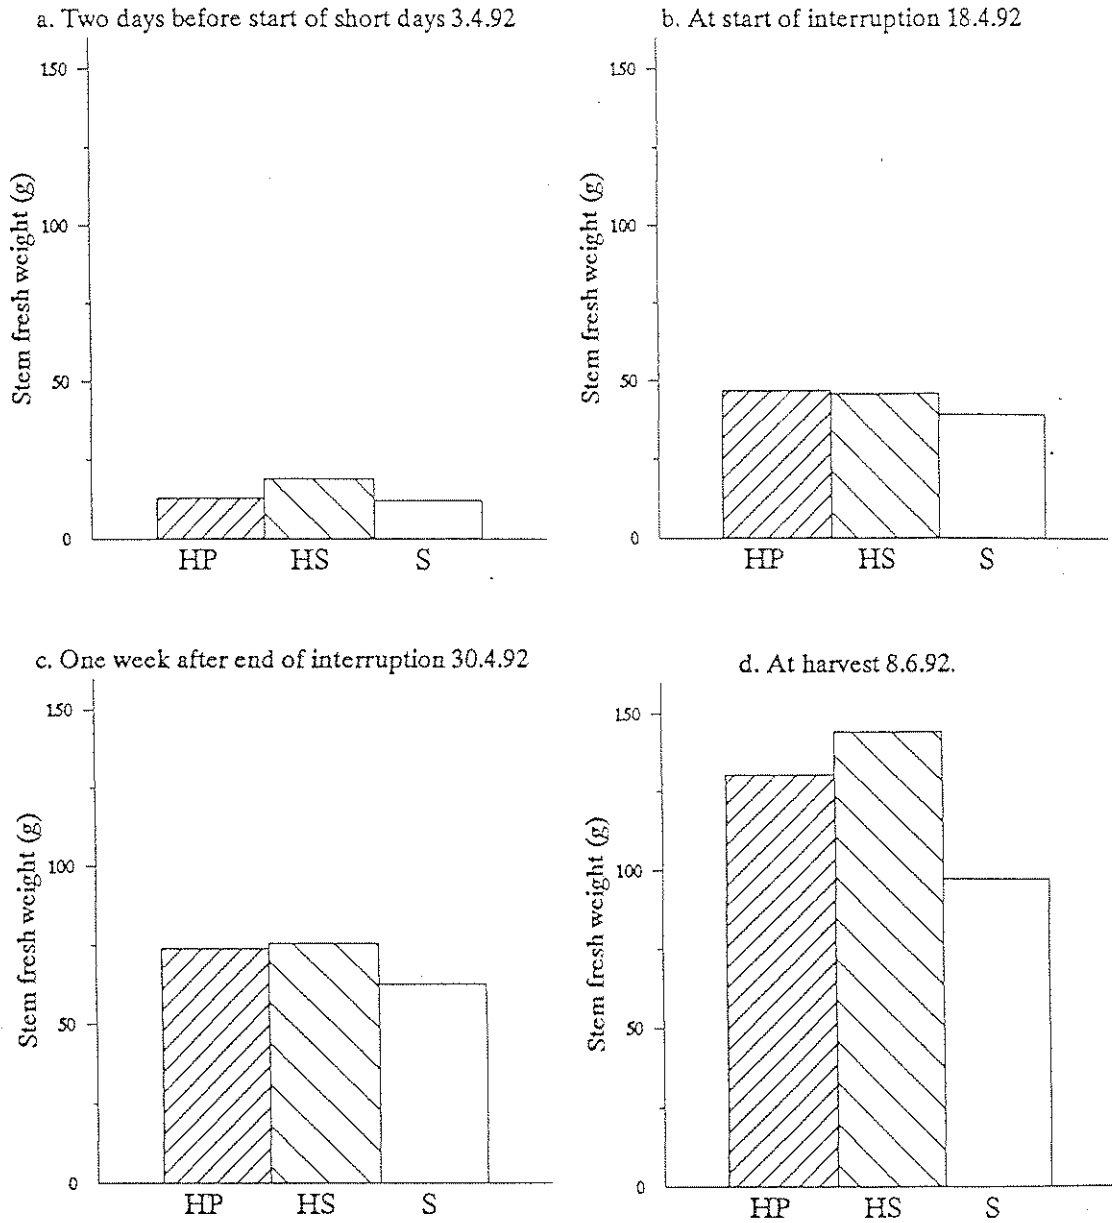 a. Two days before start of short days 3.4.92
150
100
50
0
Stem fresh weight (g)
HP HS S
b. At start of interruption 18.4.92
150
100
50
0
Stem fresh weight (g)
HP HS S
c. One week after end of interruption 30.4.92
150
100
50
0
Stem fresh weight (g)
HP HS S
d. At harvest 8.6.92.
150
100
50
0
Stem fresh weight (g)
HP HS S